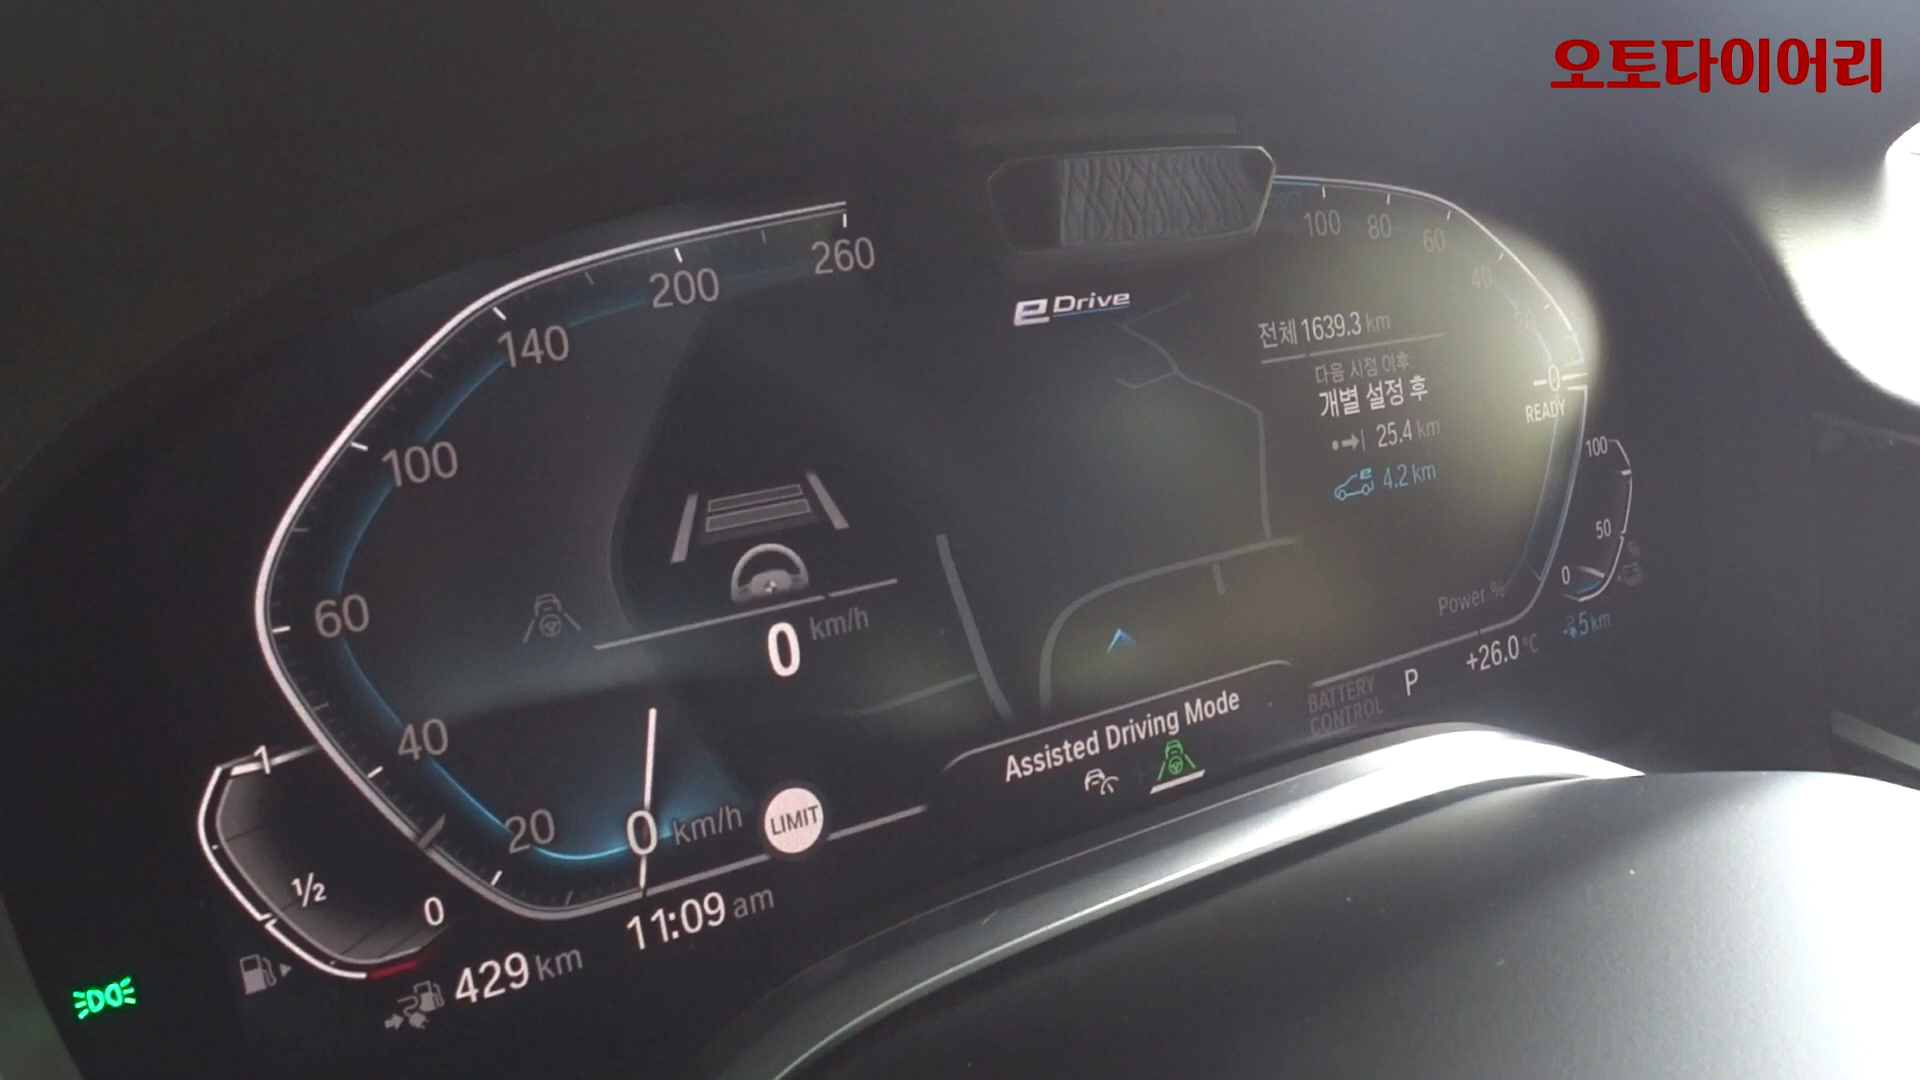 오토다이어리
260
200
140
100
60
40
20
0 km/h
0 km/h
LIMIT
11:09 am
1
1/2
0
429 km
eDrive
전체 1639.3 km
다음 시점 이후:
개별 설정 후
25.4 km
4.2 km
100
80
60
40
20
0
READY
100
50
0
%
5 km
Power %
+26.0 °C
P
BATTERY
CONTROL
Assisted Driving Mode